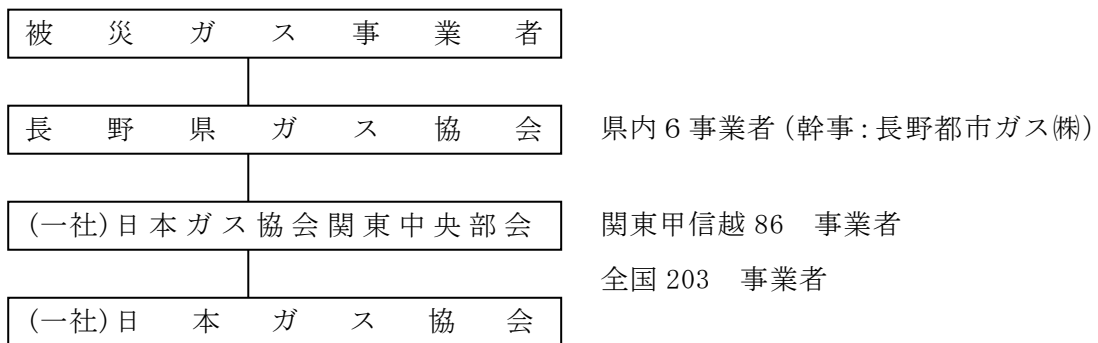 被災ガス事業者
長野県ガス協会 県内6事業者(幹事:長野都市ガス㈱)
(一社)日本ガス協会関東中央部会 関東甲信越86 事業者
全国203 事業者
(一社)日本ガス協会